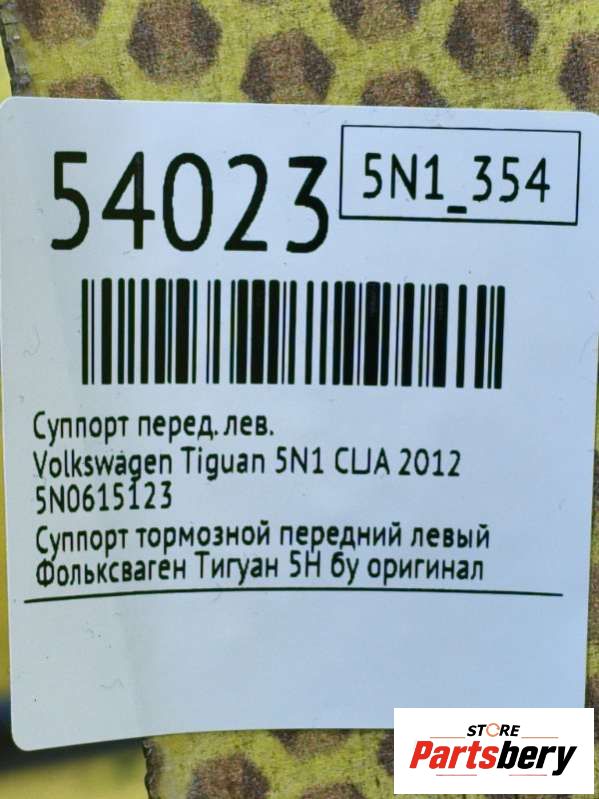 54023
5N1_354
Суппорт перед. лев.
Volkswagen Tiguan 5N1 CLJA 2012
5N0615123
Суппорт тормозной передний левый
Фольксваген Тигуан 5Н бу оригинал
STORE
Partsbery